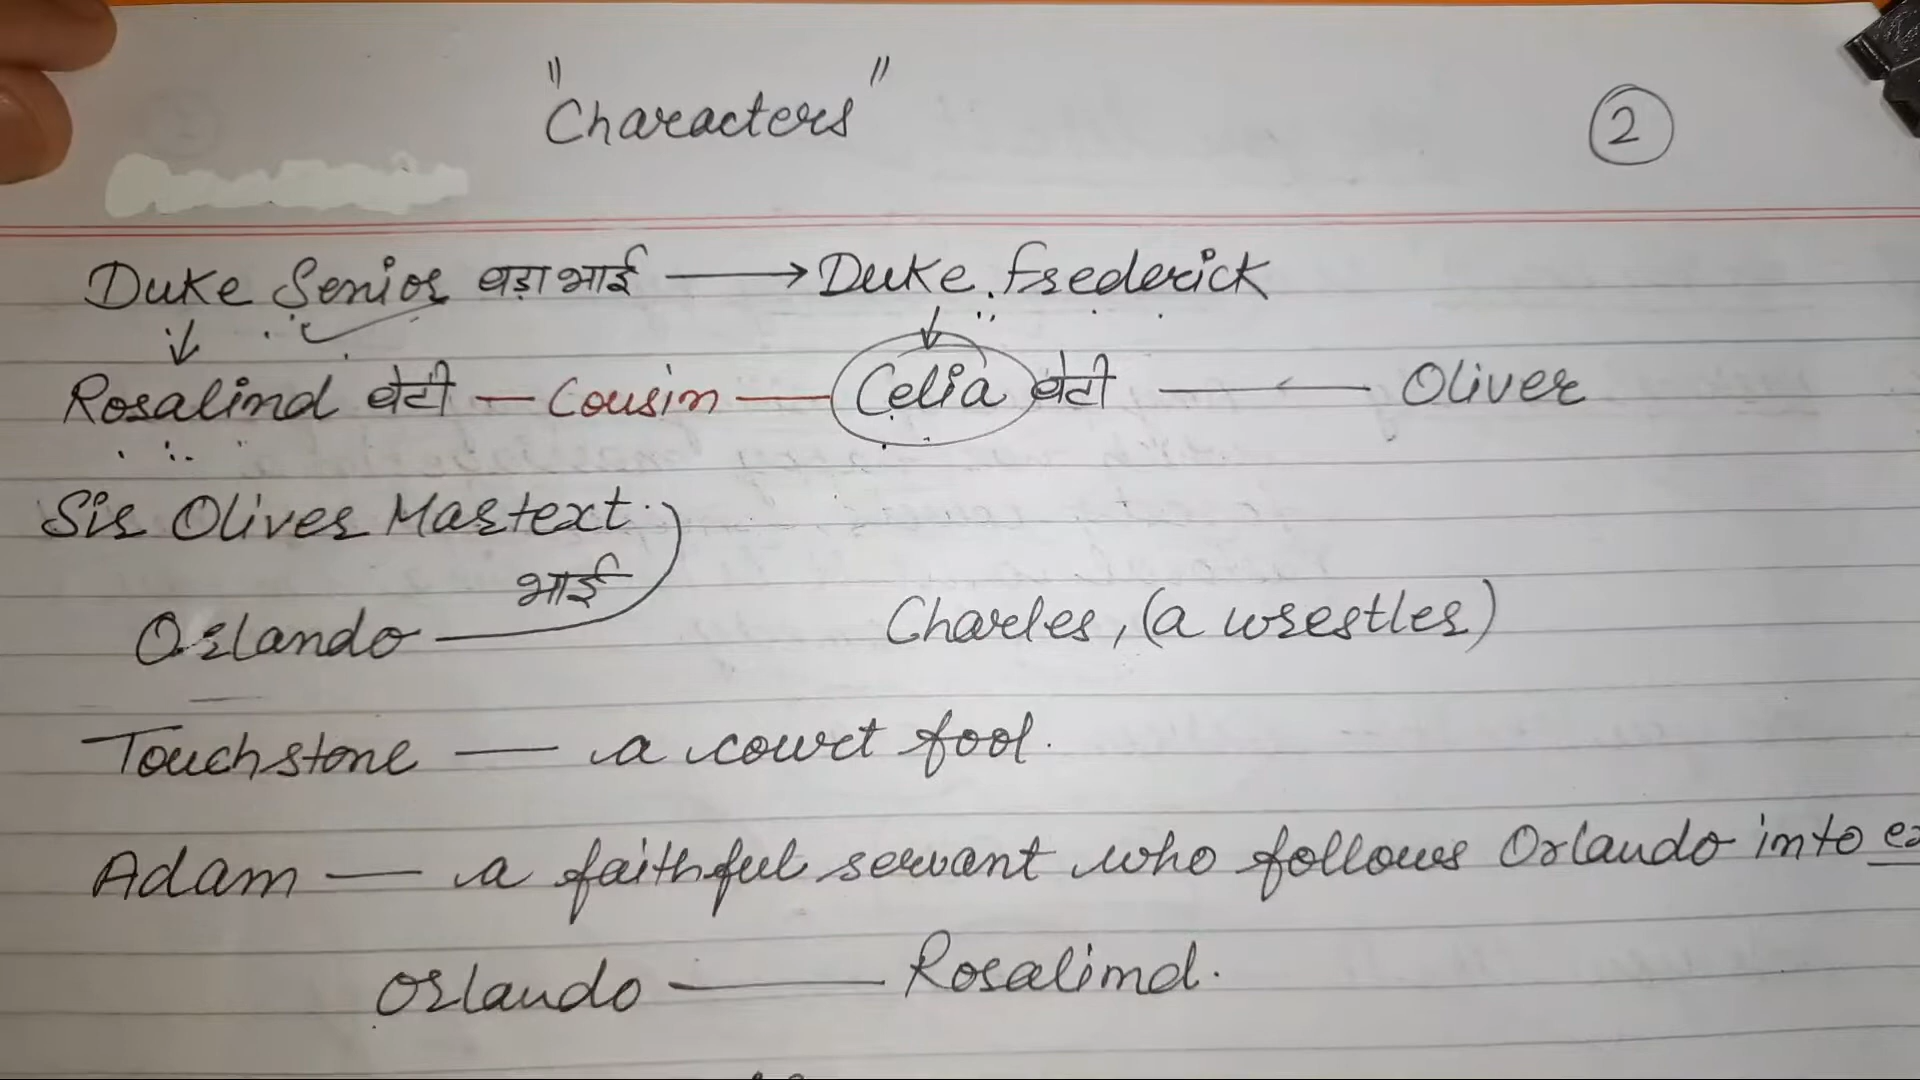 "Characters"
2
Duke Senior बड़ा भाई → Duke Frederick
Rosalind बेटी — Cousin — Celia बेटी — Oliver
Sir Oliver Martext
भाई
Orlando — Charles, (a wrestler)
Touchstone — a court fool.
Adam — a faithful servant who follows Orlando into
Orlando — Rosalind.